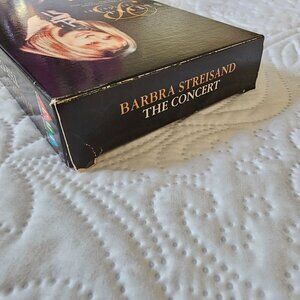 BARBRA STREISAND
THE CONCERT